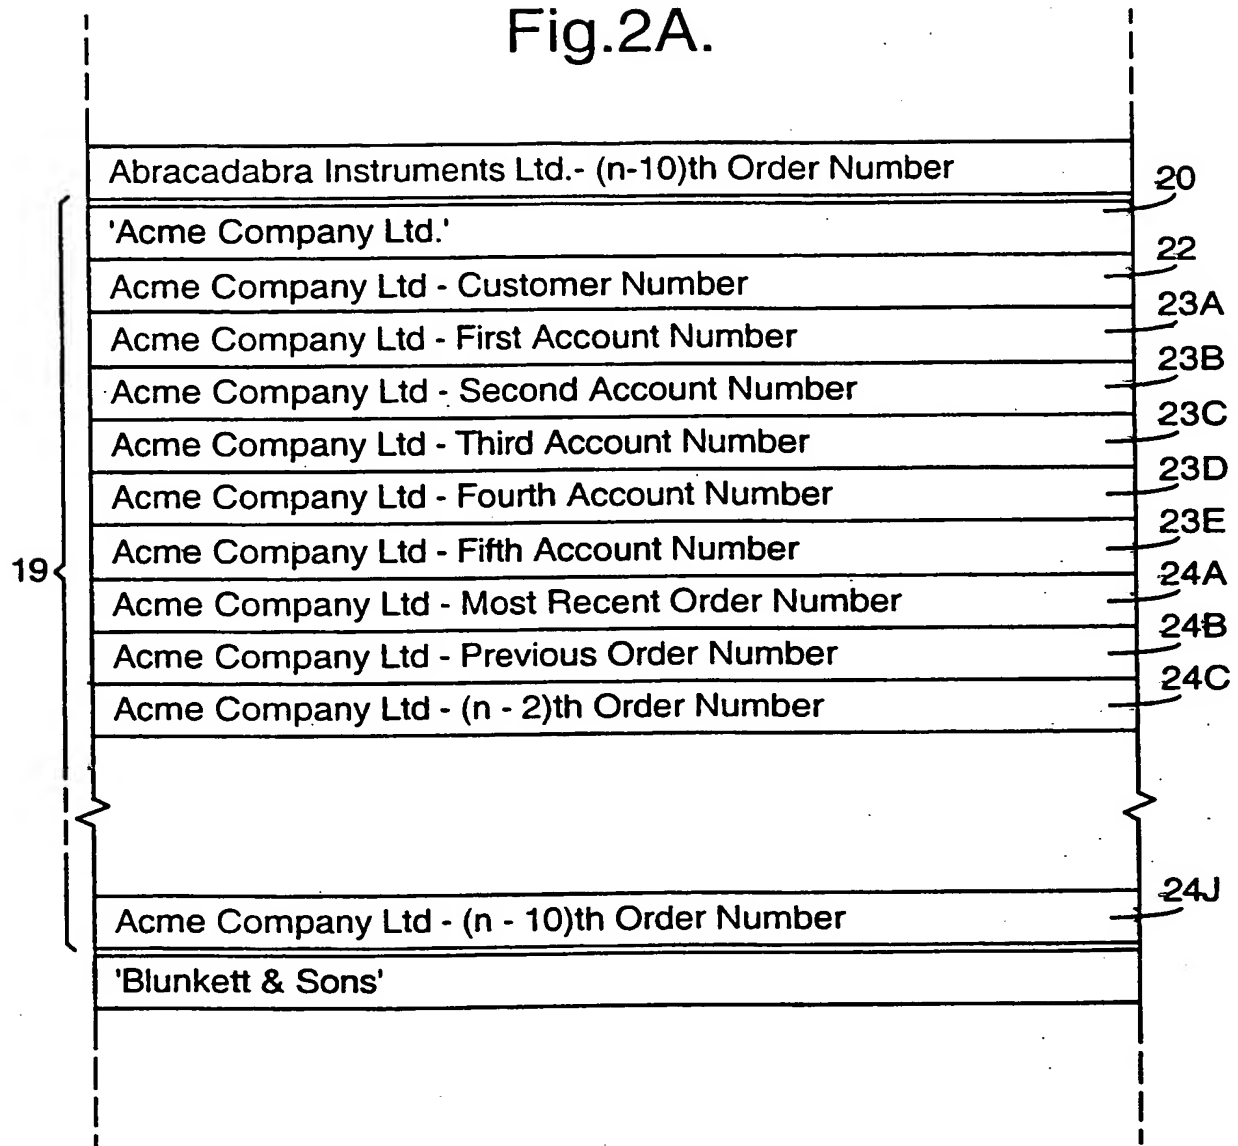 Fig.2A.
Abracadabra Instruments Ltd.- (n-10)th Order Number
20
'Acme Company Ltd.'
22
Acme Company Ltd - Customer Number
23A
Acme Company Ltd - First Account Number
23B
Acme Company Ltd - Second Account Number
23C
Acme Company Ltd - Third Account Number
23D
Acme Company Ltd - Fourth Account Number
23E
Acme Company Ltd - Fifth Account Number
19
24A
Acme Company Ltd - Most Recent Order Number
24B
Acme Company Ltd - Previous Order Number
24C
Acme Company Ltd - (n - 2)th Order Number
24J
Acme Company Ltd - (n - 10)th Order Number
'Blunkett & Sons'